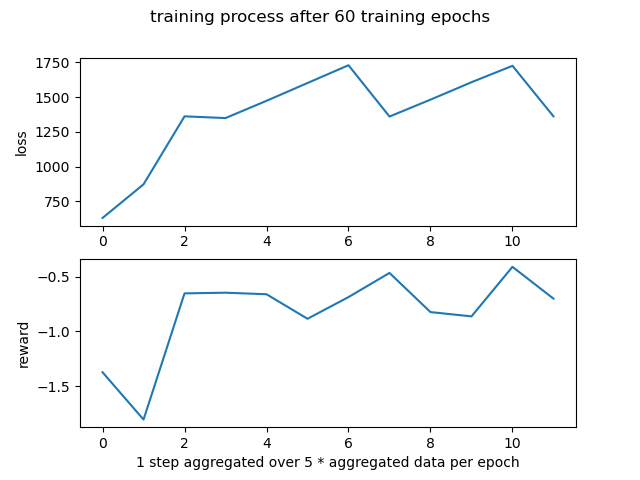 training process after 60 training epochs
1750
1500
1250
1000
750
loss
0 2 4 6 8 10
−0.5
−1.0
−1.5
reward
0 2 4 6 8 10
1 step aggregated over 5 * aggregated data per epoch